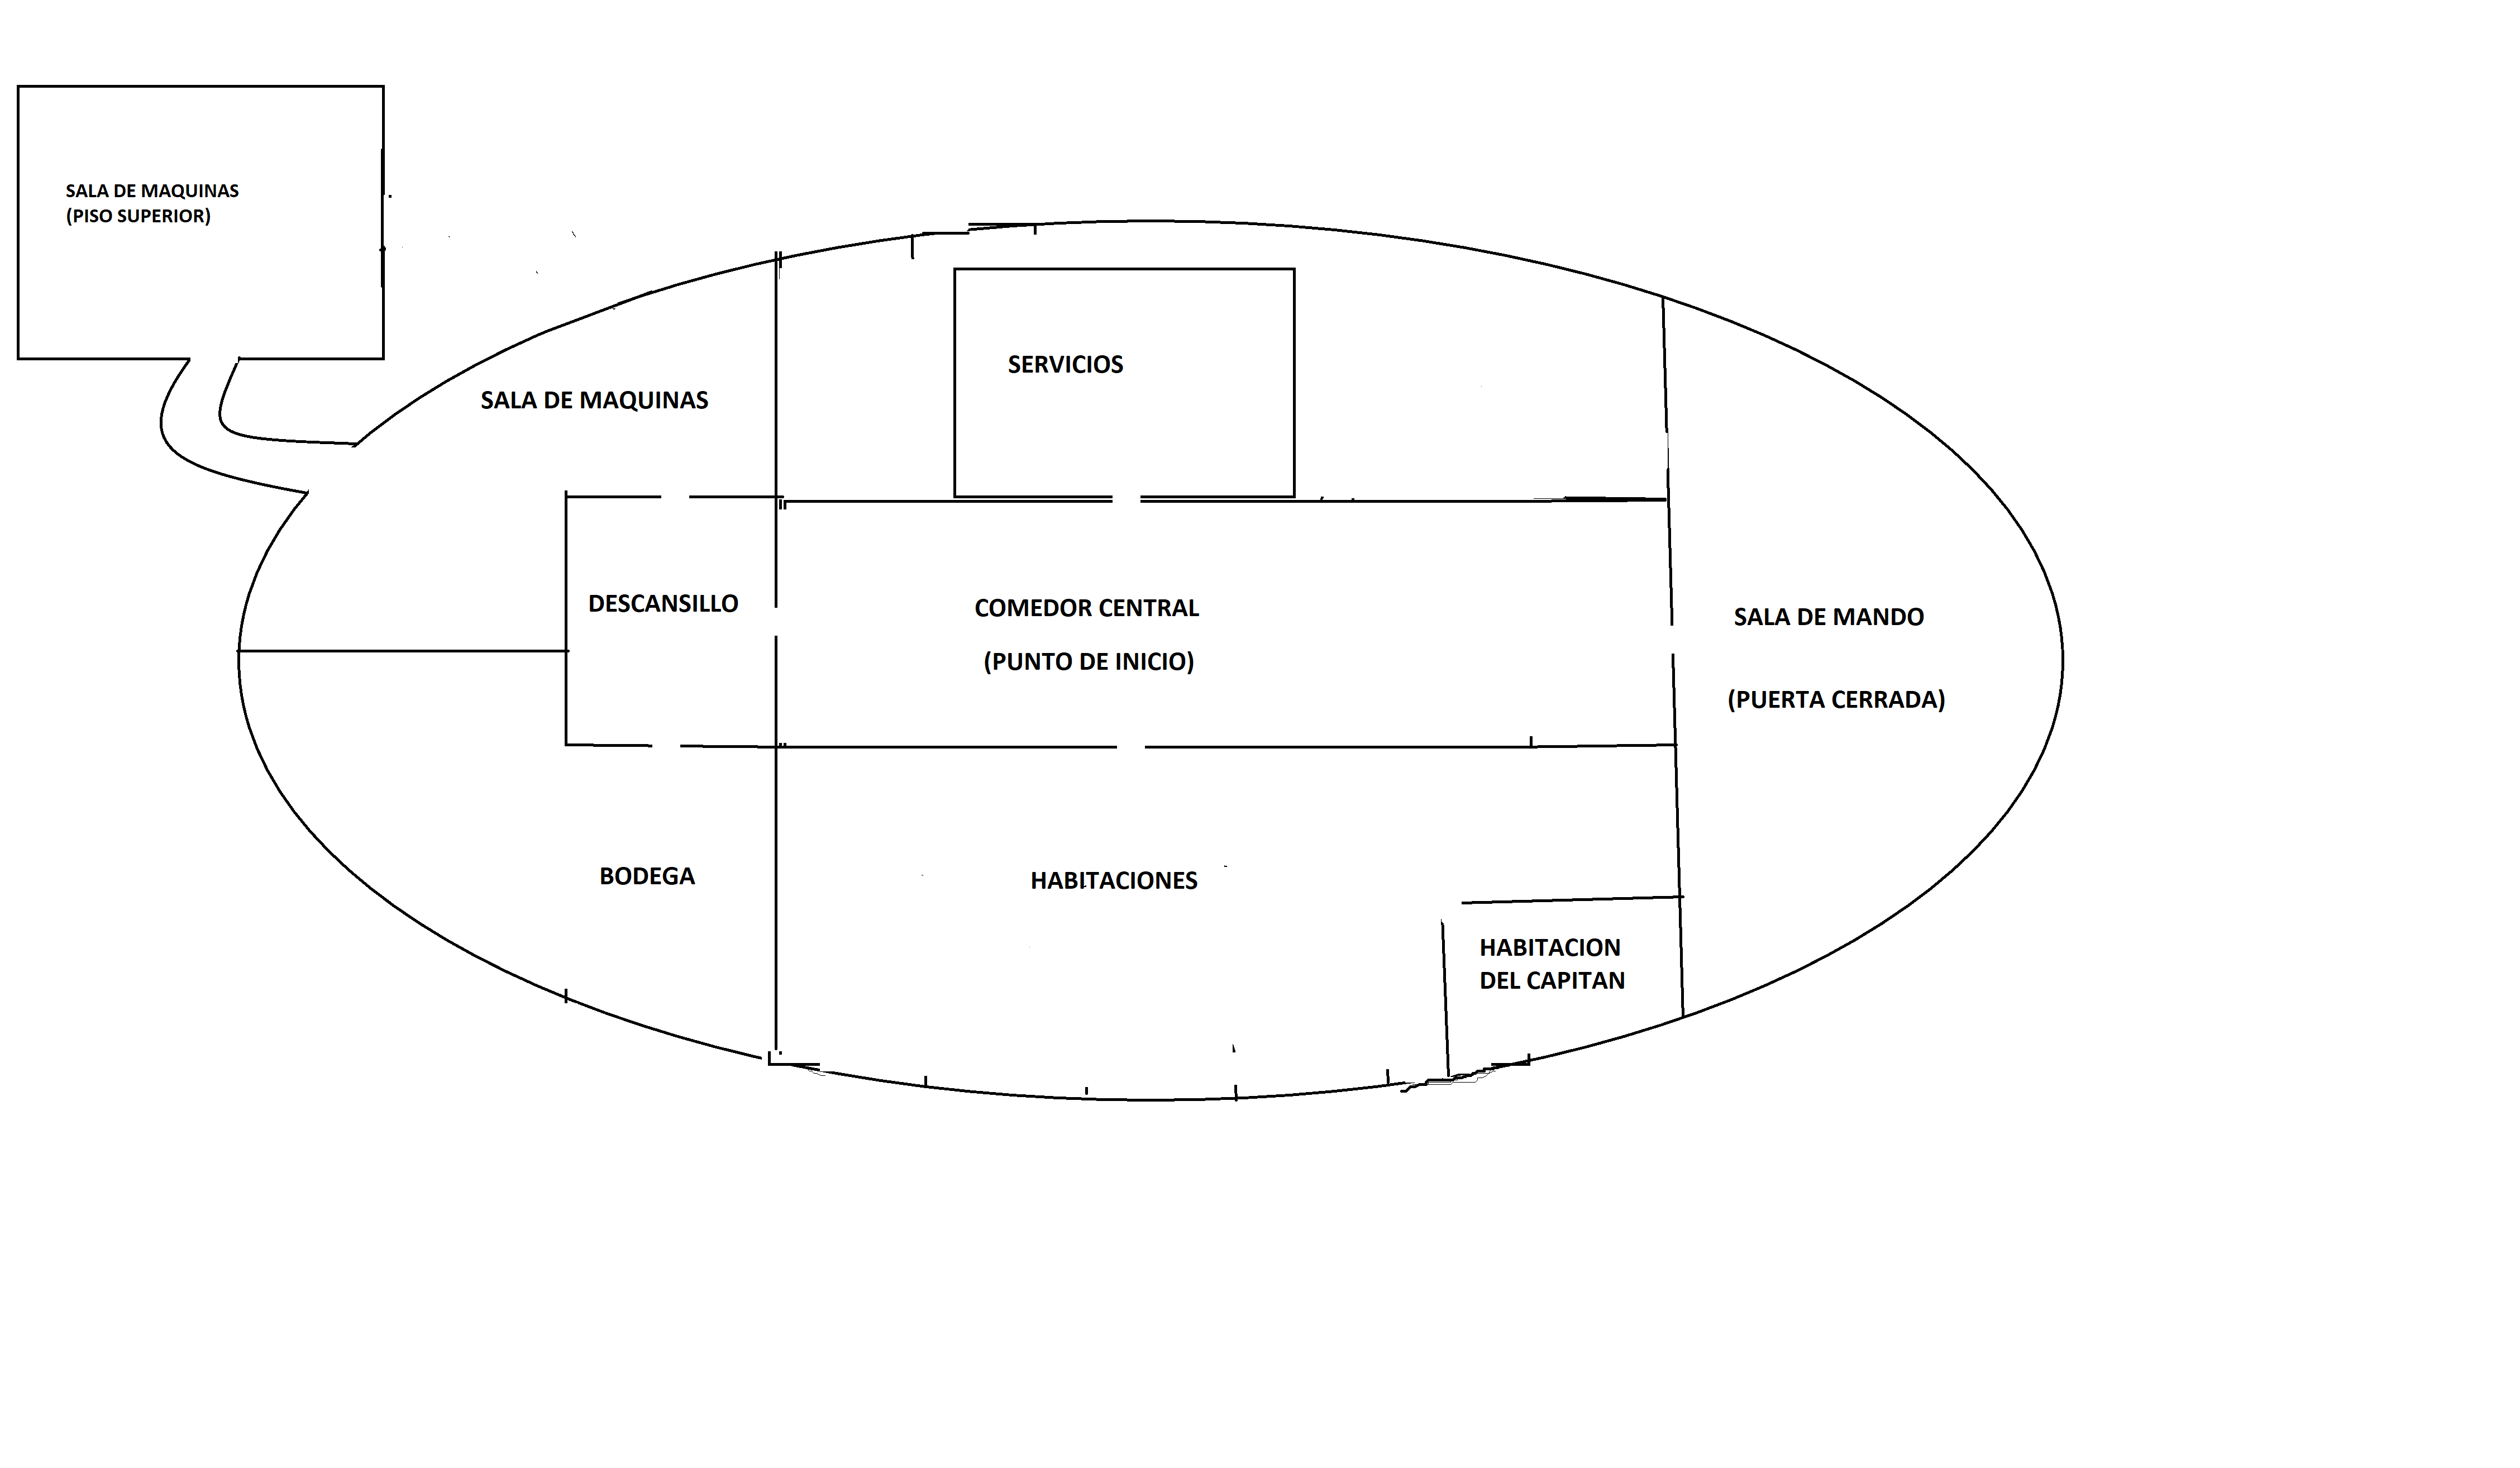 SALA DE MAQUINAS
(PISO SUPERIOR)
SERVICIOS
SALA DE MAQUINAS
DESCANSILLO
COMEDOR CENTRAL
(PUNTO DE INICIO)
SALA DE MANDO
(PUERTA CERRADA)
BODEGA
HABITACIONES
HABITACION
DEL CAPITAN